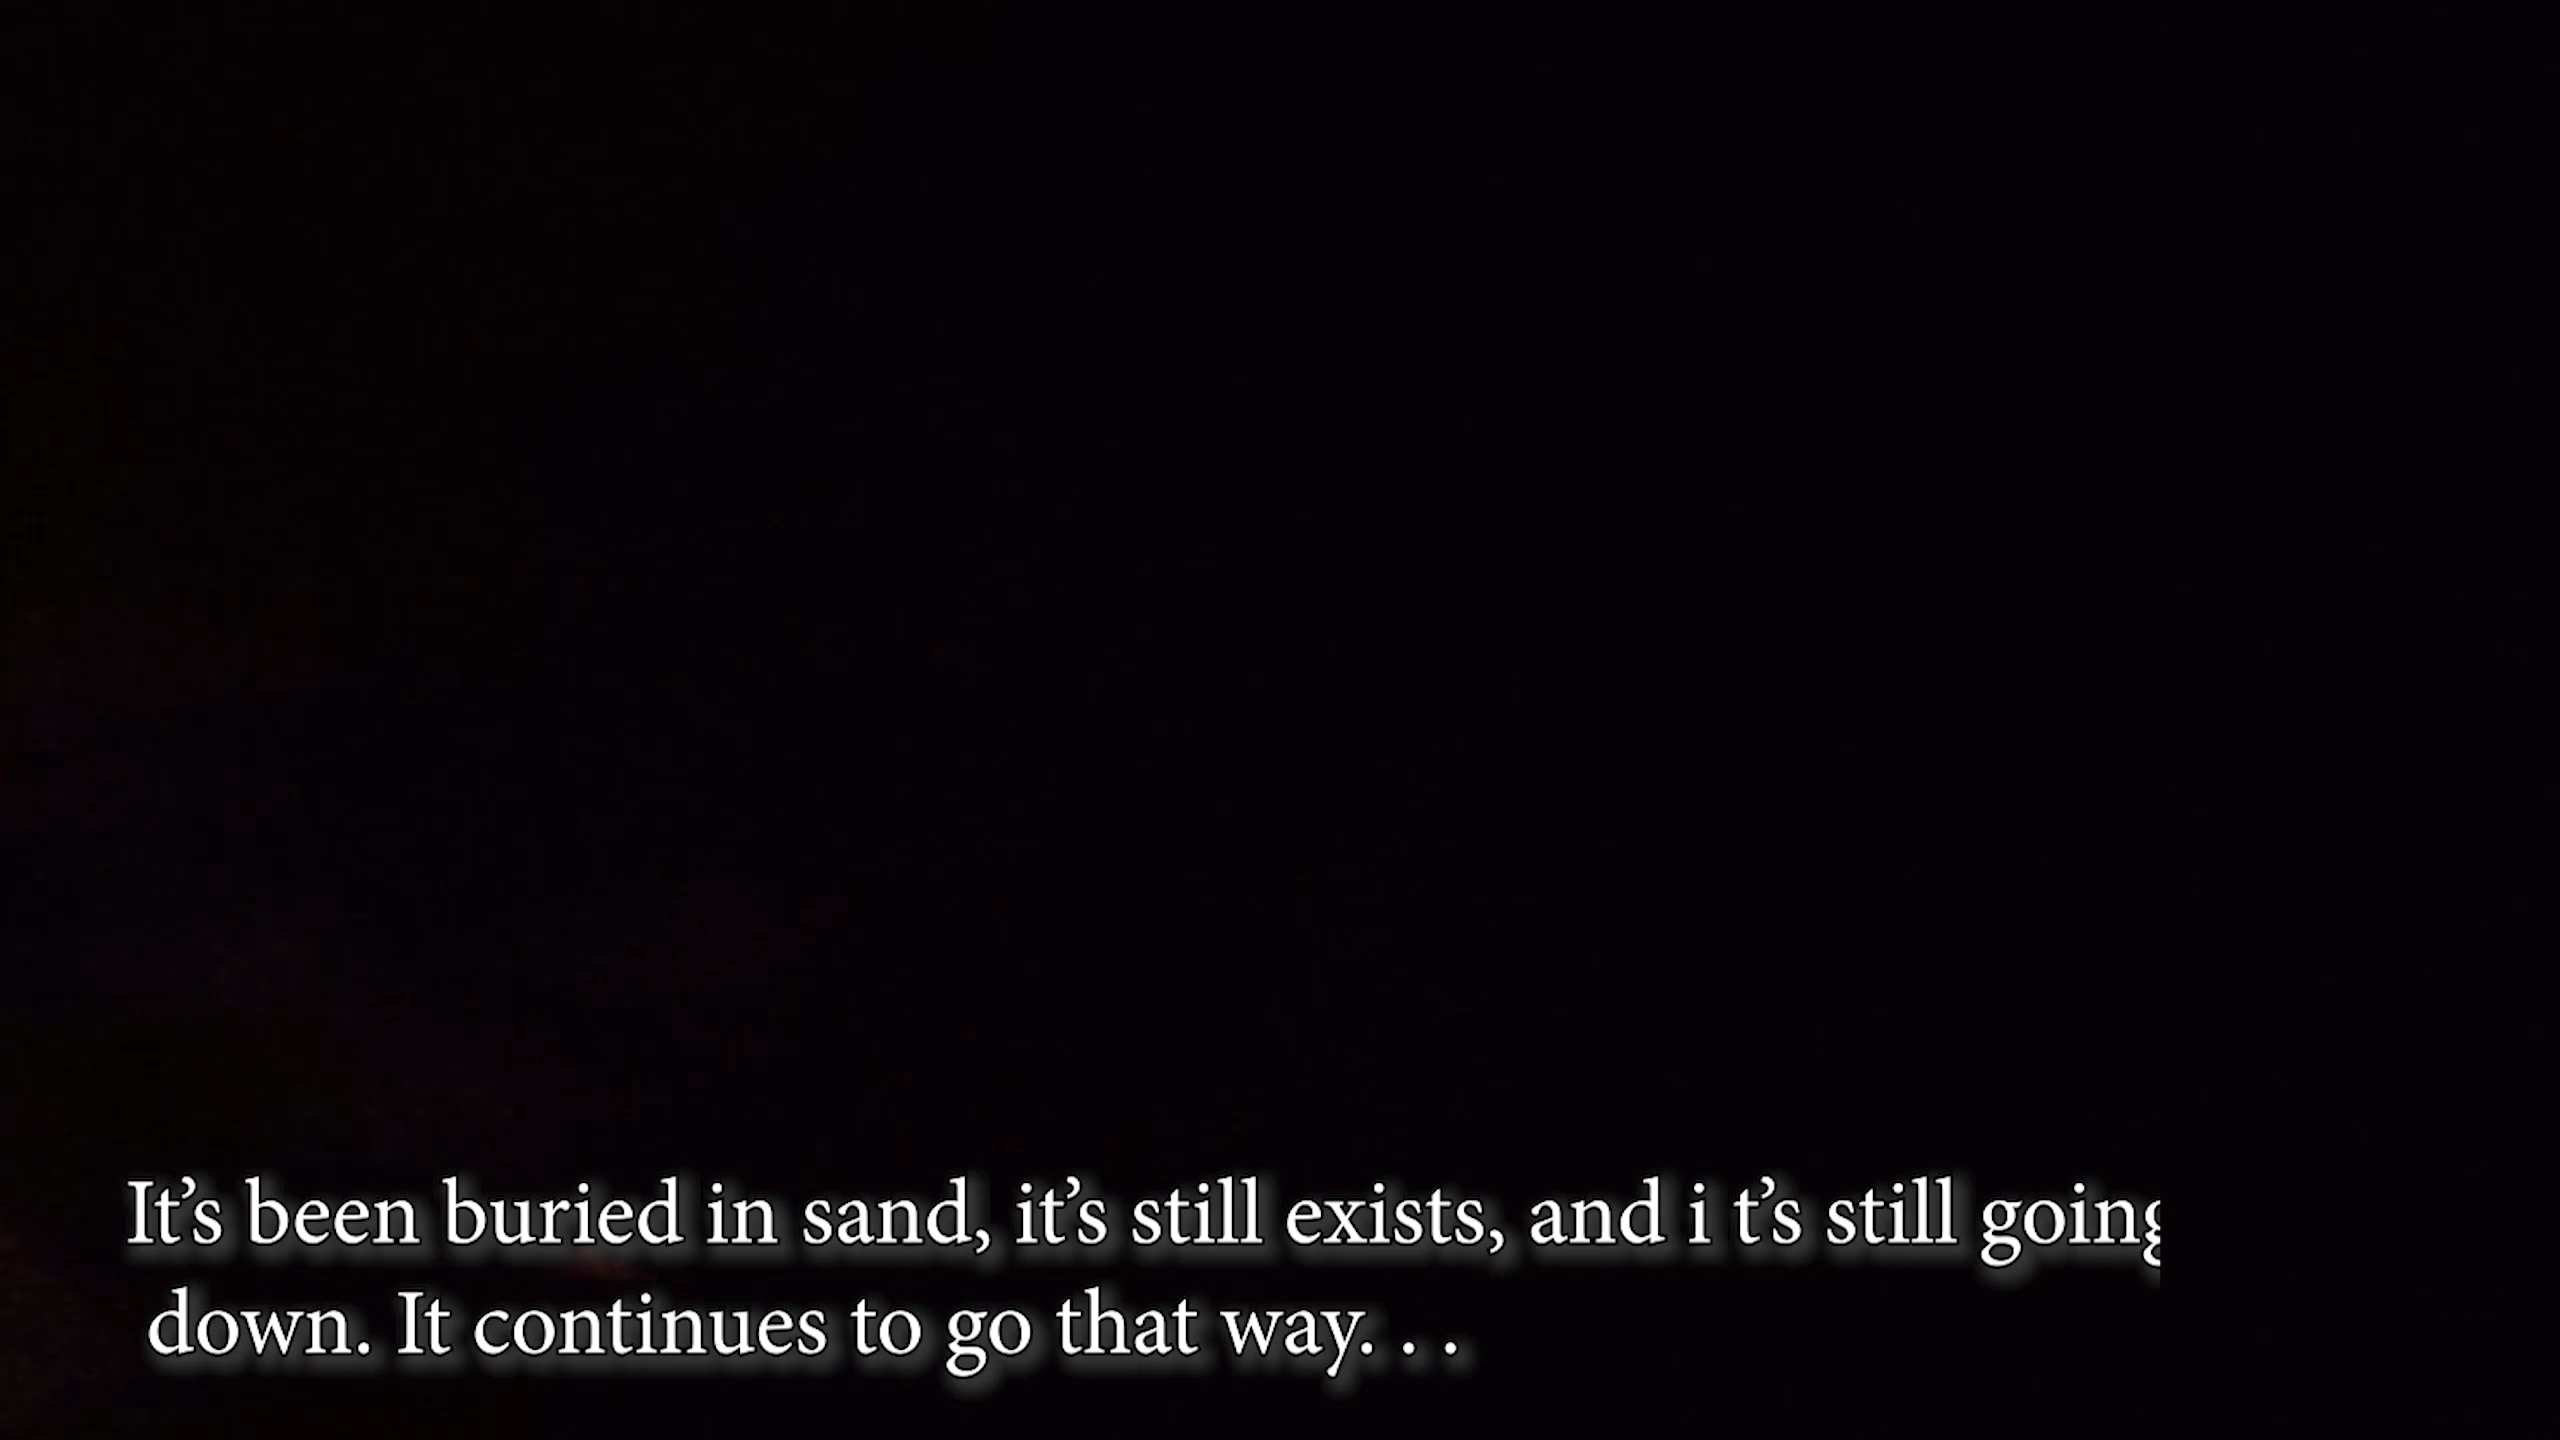 It’s been buried in sand, it’s still exists, and i t’s still going
down. It continues to go that way. . .